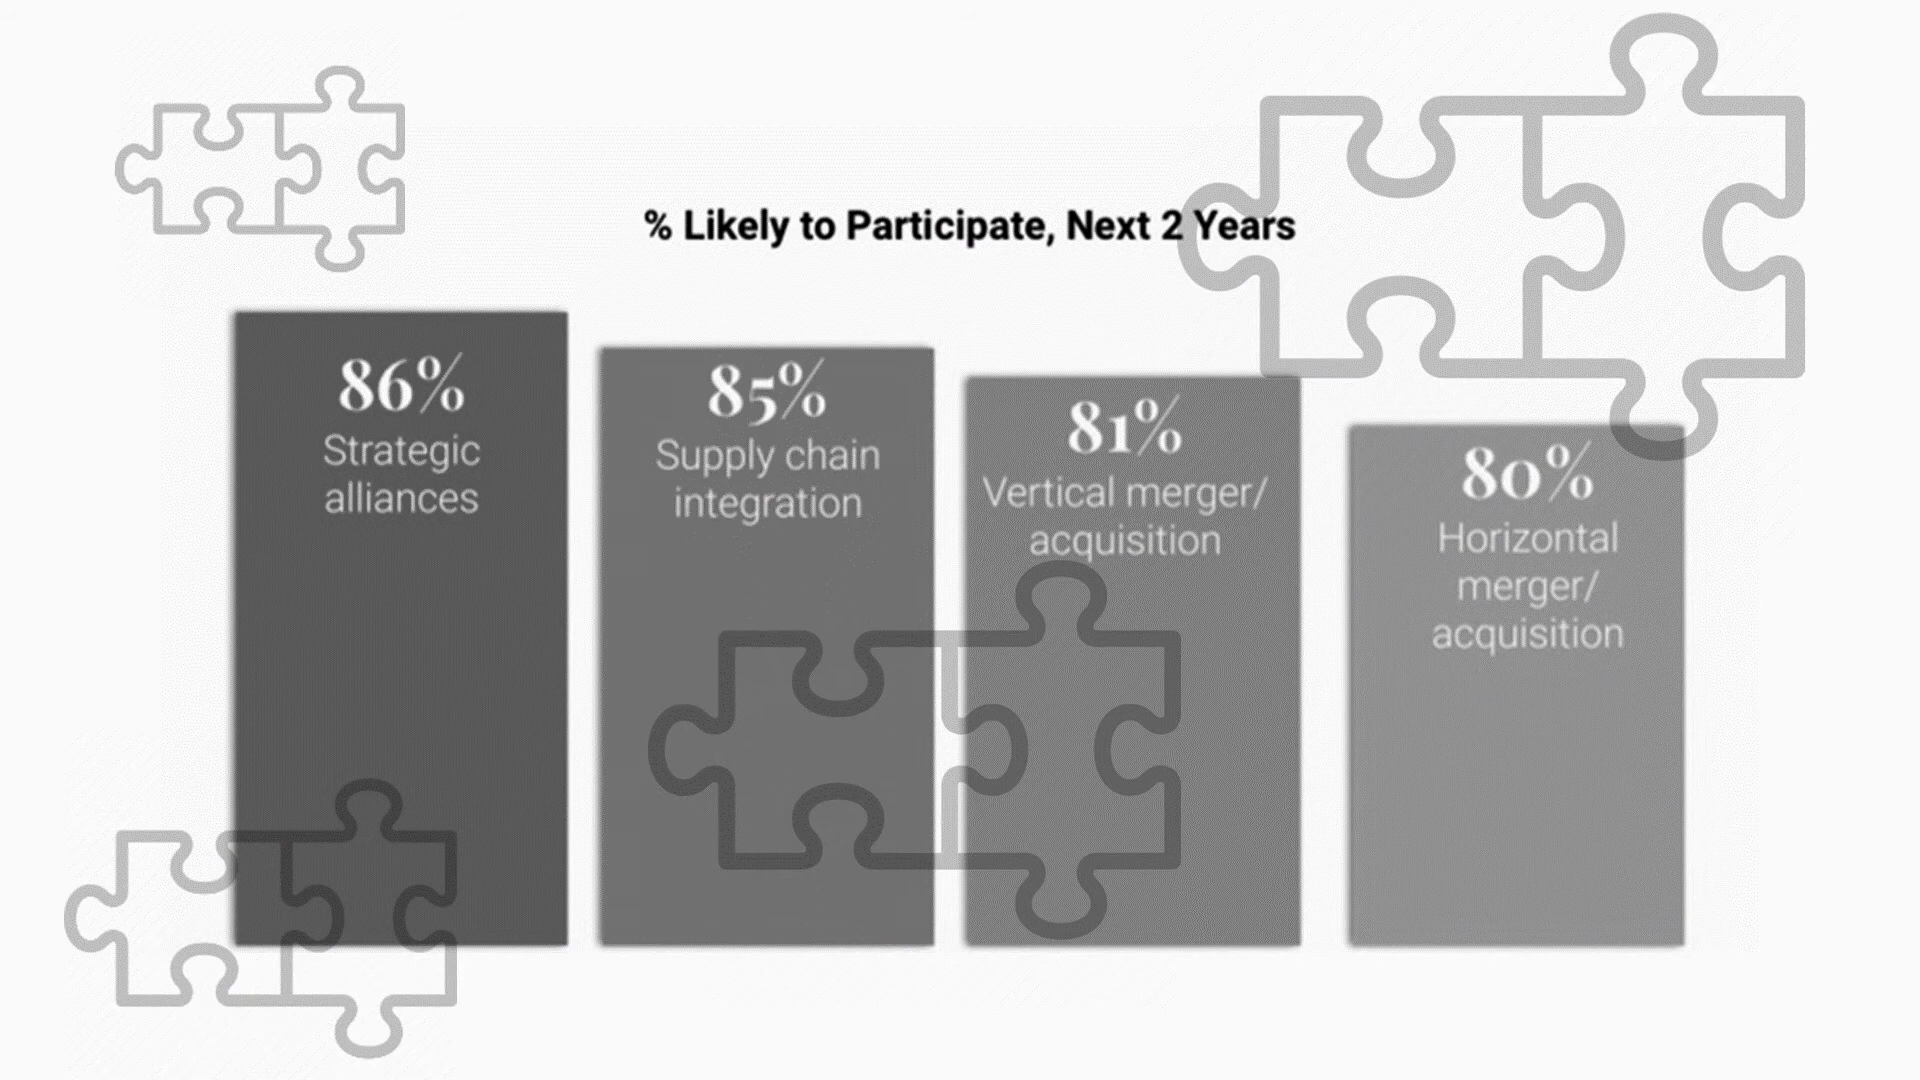 % Likely to Participate, Next 2 Years
86%
Strategic
alliances
85%
Supply chain
integration
81%
Vertical merger/
acquisition
80%
Horizontal
merger/
acquisition